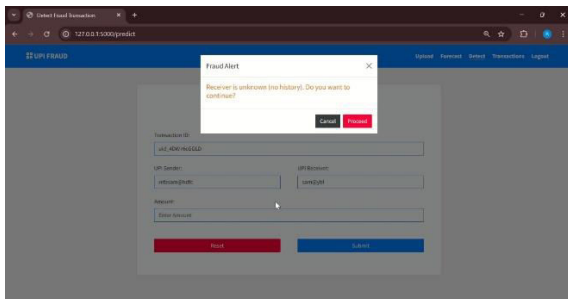 Detect Fraud Transaction
127.0.0.1:5000/predict
UPI FRAUD
Upload Forecast Detect Transactions Logout
Fraud Alert
Receiver is unknown (no history). Do you want to
continue?
Cancel Proceed
Transaction ID:
UPI Sender: UPI Receiver:
Amount:
Enter Amount
Reset Submit